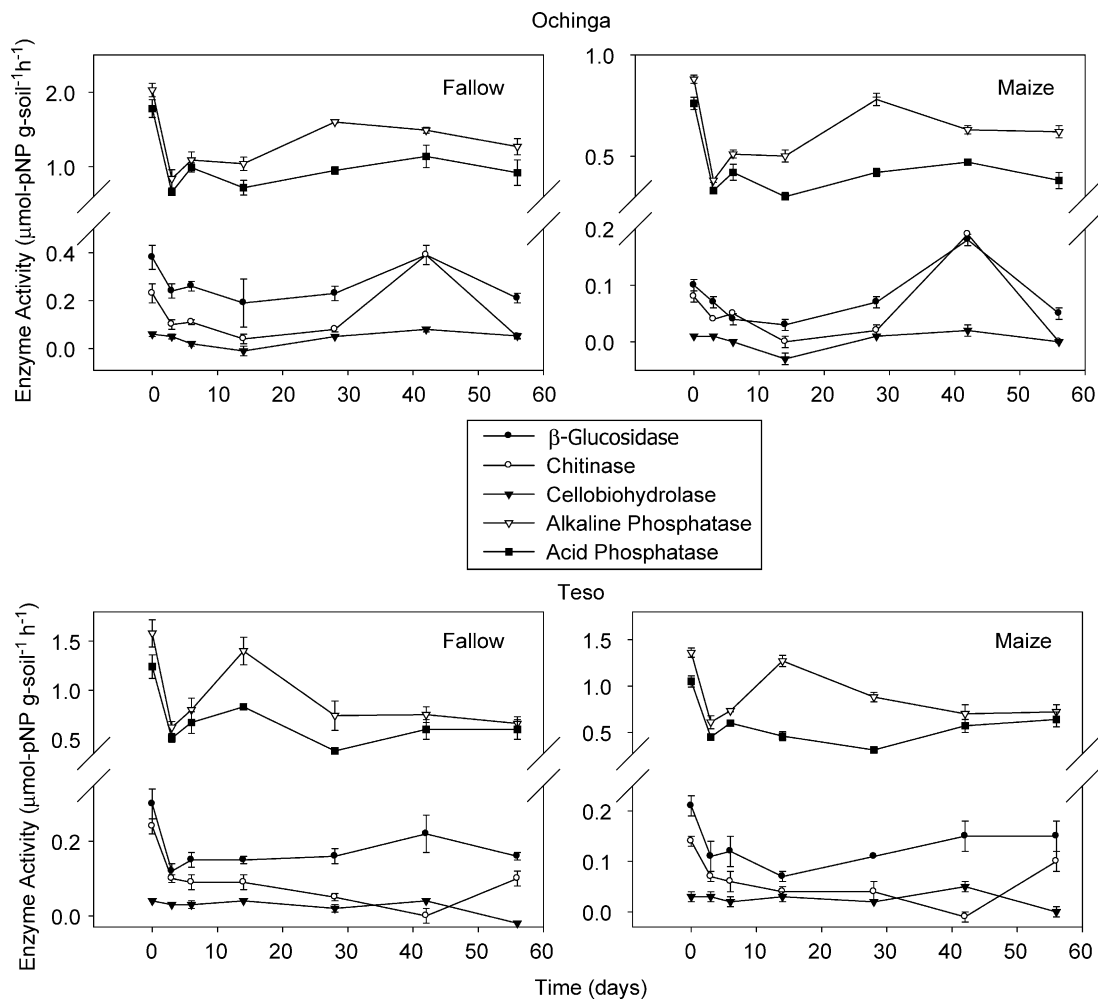 Ochinga
Enzyme Activity (μmol-pNP g-soil⁻¹h⁻¹)
Fallow
2.0
1.0
0.4
0.2
0.0
0 10 20 30 40 50 60
Maize
1.0
0.5
0.2
0.1
0.0
0 10 20 30 40 50 60
β-Glucosidase
Chitinase
Cellobiohydrolase
Alkaline Phosphatase
Acid Phosphatase
Teso
Enzyme Activity (μmol-pNP g-soil⁻¹ h⁻¹)
Fallow
1.5
1.0
0.5
0.2
0.0
0 10 20 30 40 50 60
Maize
1.5
1.0
0.5
0.2
0.1
0.0
0 10 20 30 40 50 60
Time (days)